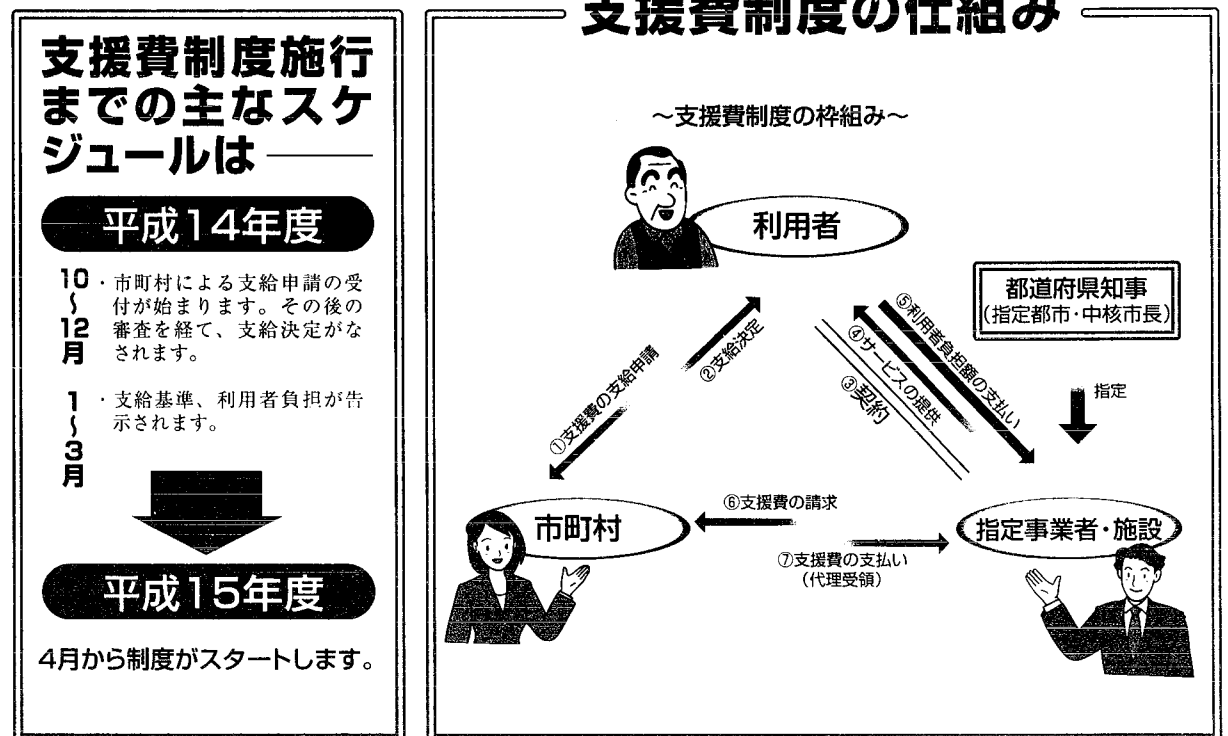 支援費制度施行
までの主なスケ
ジュールは――
平成14年度
10〜12月
・市町村による支給申請の受
付が始まります。その後の
審査を経て、支給決定がな
されます。
1〜3月
・支給基準、利用者負担が告
示されます。
平成15年度
4月から制度がスタートします。
支援費制度の仕組み
〜支援費制度の枠組み〜
利用者
都道府県知事
(指定都市・中核市長)
指定
①支援費の支給申請
②支給決定
③契約
④サービスの提供
⑤利用者負担額の支払い
市町村
⑥支援費の請求
⑦支援費の支払い
(代理受領)
指定事業者・施設